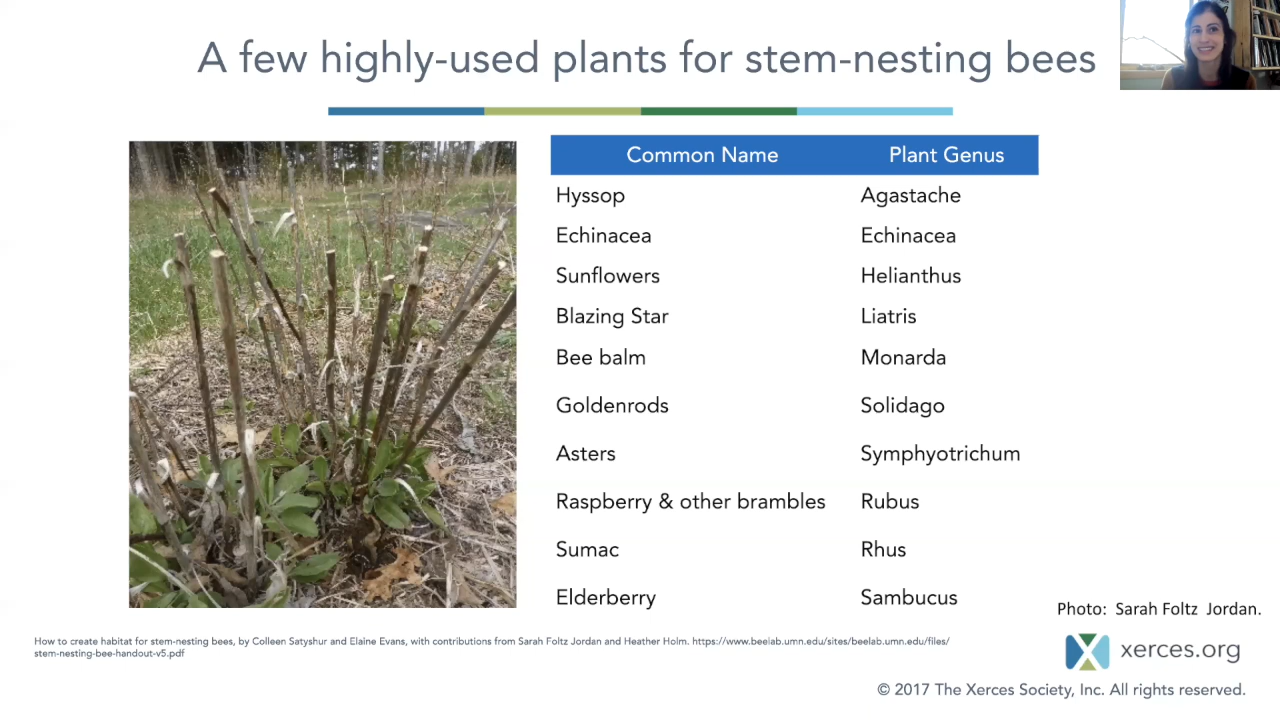 A few highly-used plants for stem-nesting bees
Common Name Plant Genus
Hyssop Agastache
Echinacea Echinacea
Sunflowers Helianthus
Blazing Star Liatris
Bee balm Monarda
Goldenrods Solidago
Asters Symphyotrichum
Raspberry & other brambles Rubus
Sumac Rhus
Elderberry Sambucus
Photo: Sarah Foltz Jordan.
How to create habitat for stem-nesting bees, by Colleen Satyshur and Elaine Evans, with contributions from Sarah Foltz Jordan and Heather Holm. https://www.beelab.umn.edu/sites/beelab.umn.edu/files/
stem-nesting-bee-handout-v5.pdf
xerces.org
© 2017 The Xerces Society, Inc. All rights reserved.